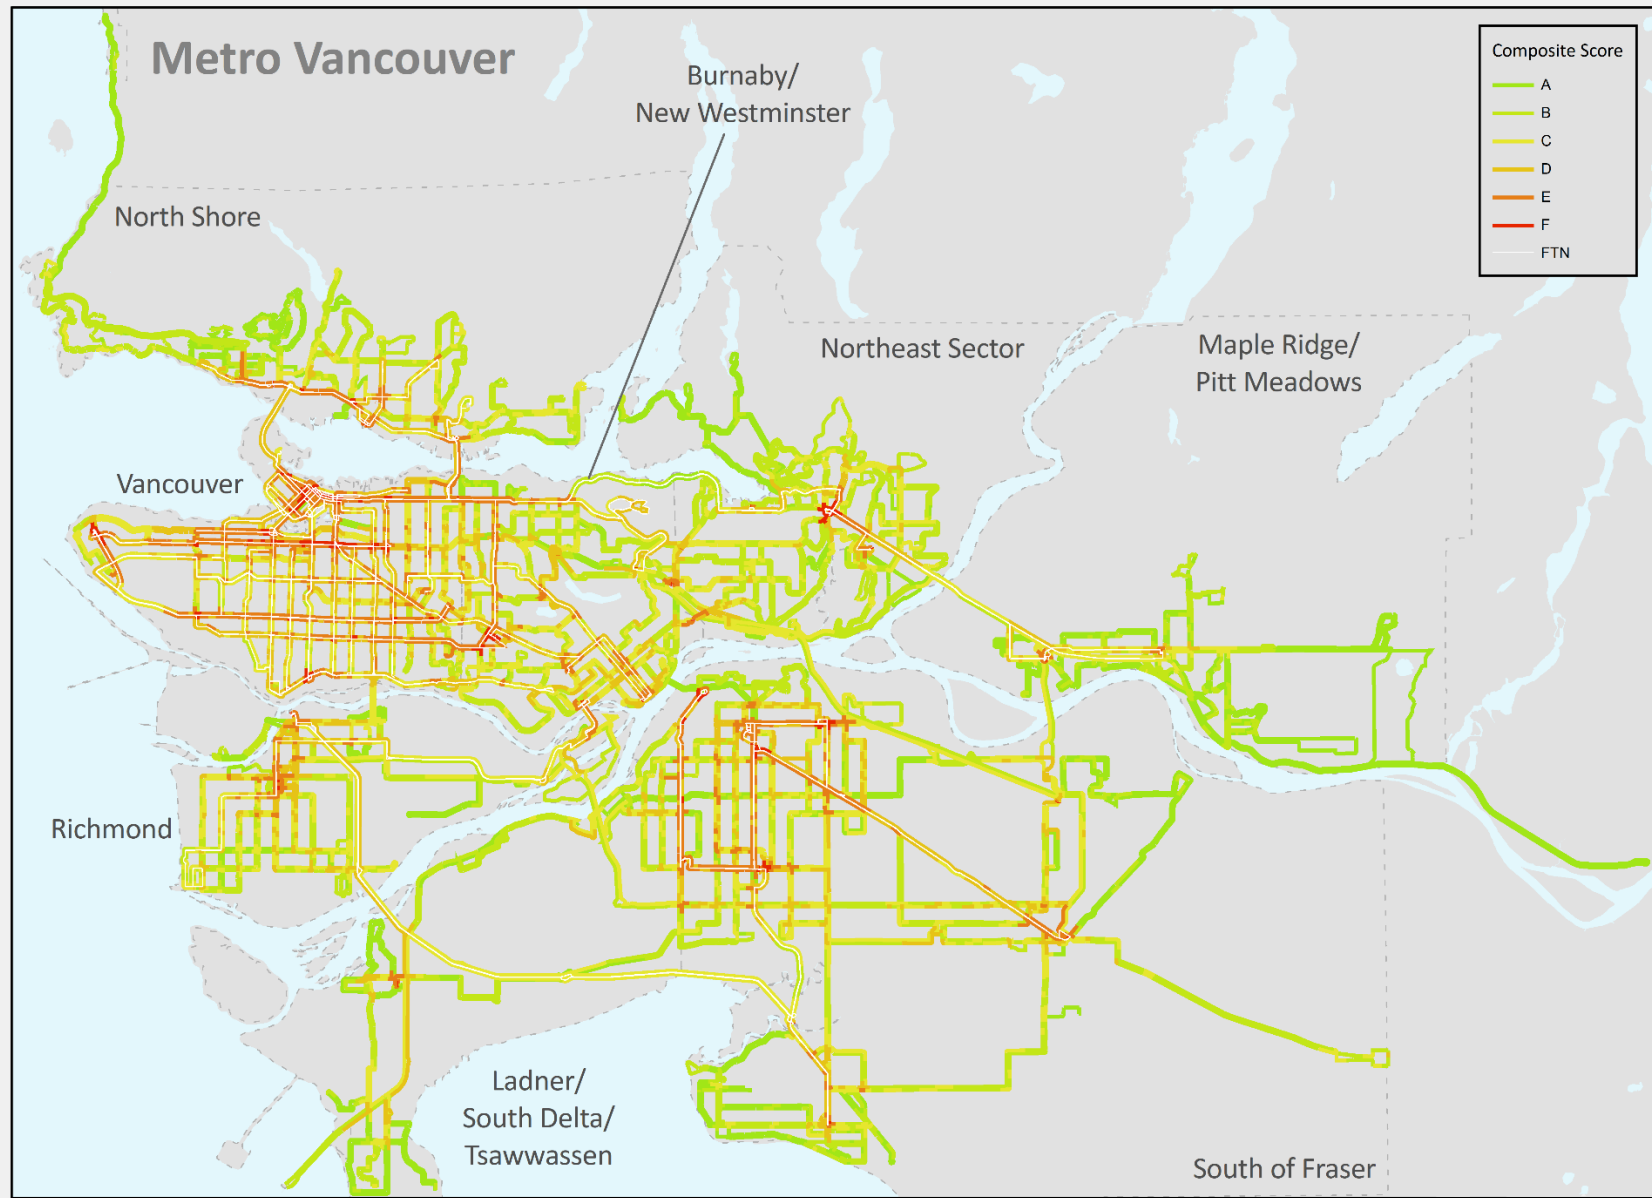 Metro Vancouver
Composite Score
A
B
C
D
E
F
FTN
Burnaby/
New Westminster
North Shore
Northeast Sector
Maple Ridge/
Pitt Meadows
Vancouver
Richmond
Ladner/
South Delta/
Tsawwassen
South of Fraser